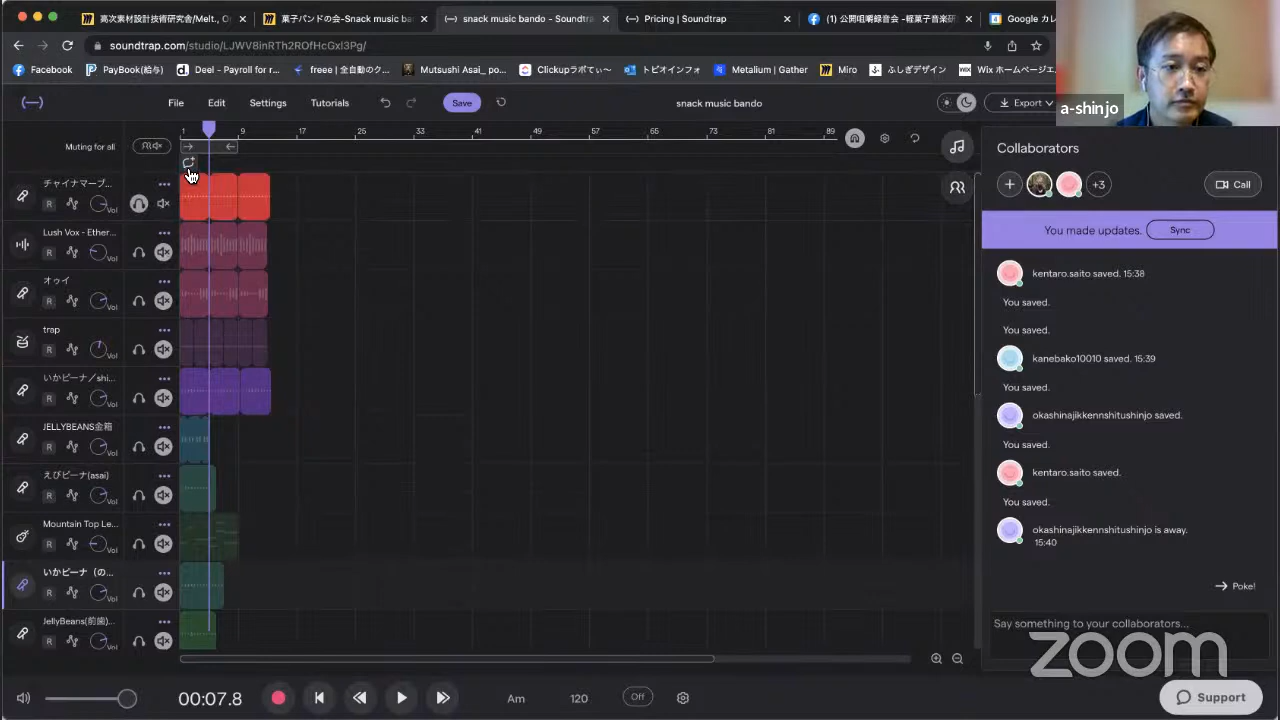 高次素材設計技術研究舎/Melt.,
菓子バンドの会-Snack music ba
snack music bando - Soundtra
Pricing | Soundtrap
(1) 公開咀嚼録音会 -駆菓子音楽研
Google カレ
soundtrap.com/studio/LJWV8inRTh2ROfHcGxl3Pg/
Facebook
PayBook(給与)
Deel - Payroll for r...
freee | 全自動のク...
Mutsushi Asai_ po...
Clickupラボてぃ〜
トピオインフォ
Metalium | Gather
Miro
ふしぎデザイン
Wix ホームページエ
a-shinjo
File
Edit
Settings
Tutorials
Save
snack music bando
Export
1 9 17 25 33 41 49 57 65 73 81 89
Muting for all
Collaborators
チャイナマーブ...
R
Vol
+3
Call
You made updates.
Sync
Lush Vox - Ether...
R
Vol
kentaro.saito saved. 15:38
オゥイ
R
Vol
You saved.
You saved.
trap
R
Vol
kanebako10010 saved. 15:39
いかピーナ／shi...
R
Vol
You saved.
okashinajikkennshitushinjo saved.
JELLYBEANS金箱
R
Vol
You saved.
えびピーナ(asai)
R
Vol
kentaro.saito saved.
You saved.
Mountain Top Le...
R
Vol
okashinajikkennshitushinjo is away.
15:40
いかピーナ（の...
R
Vol
Poke!
JellyBeans(前歯)...
R
Vol
Say something to your collaborators...
zoom
00:07.8
Am
120
Off
Support